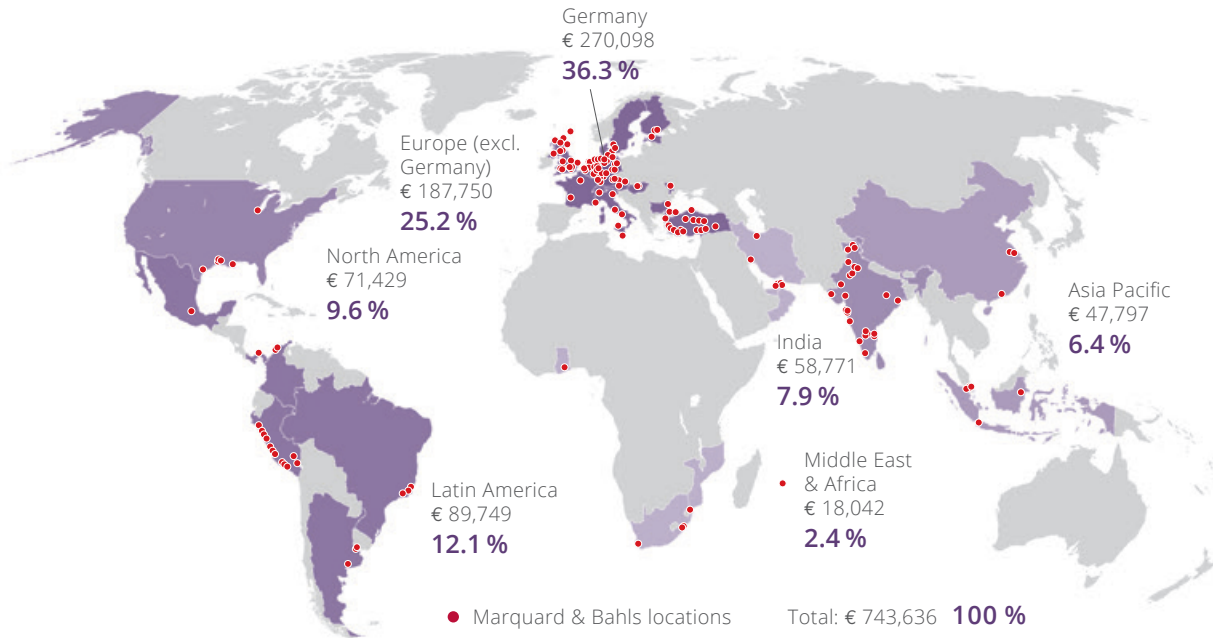 Germany
€ 270,098
36.3 %
Europe (excl.
Germany)
€ 187,750
25.2 %
North America
€ 71,429
9.6 %
Asia Pacific
€ 47,797
6.4 %
India
€ 58,771
7.9 %
Middle East
& Africa
€ 18,042
2.4 %
Latin America
€ 89,749
12.1 %
Marquard & Bahls locations
Total: € 743,636 100 %